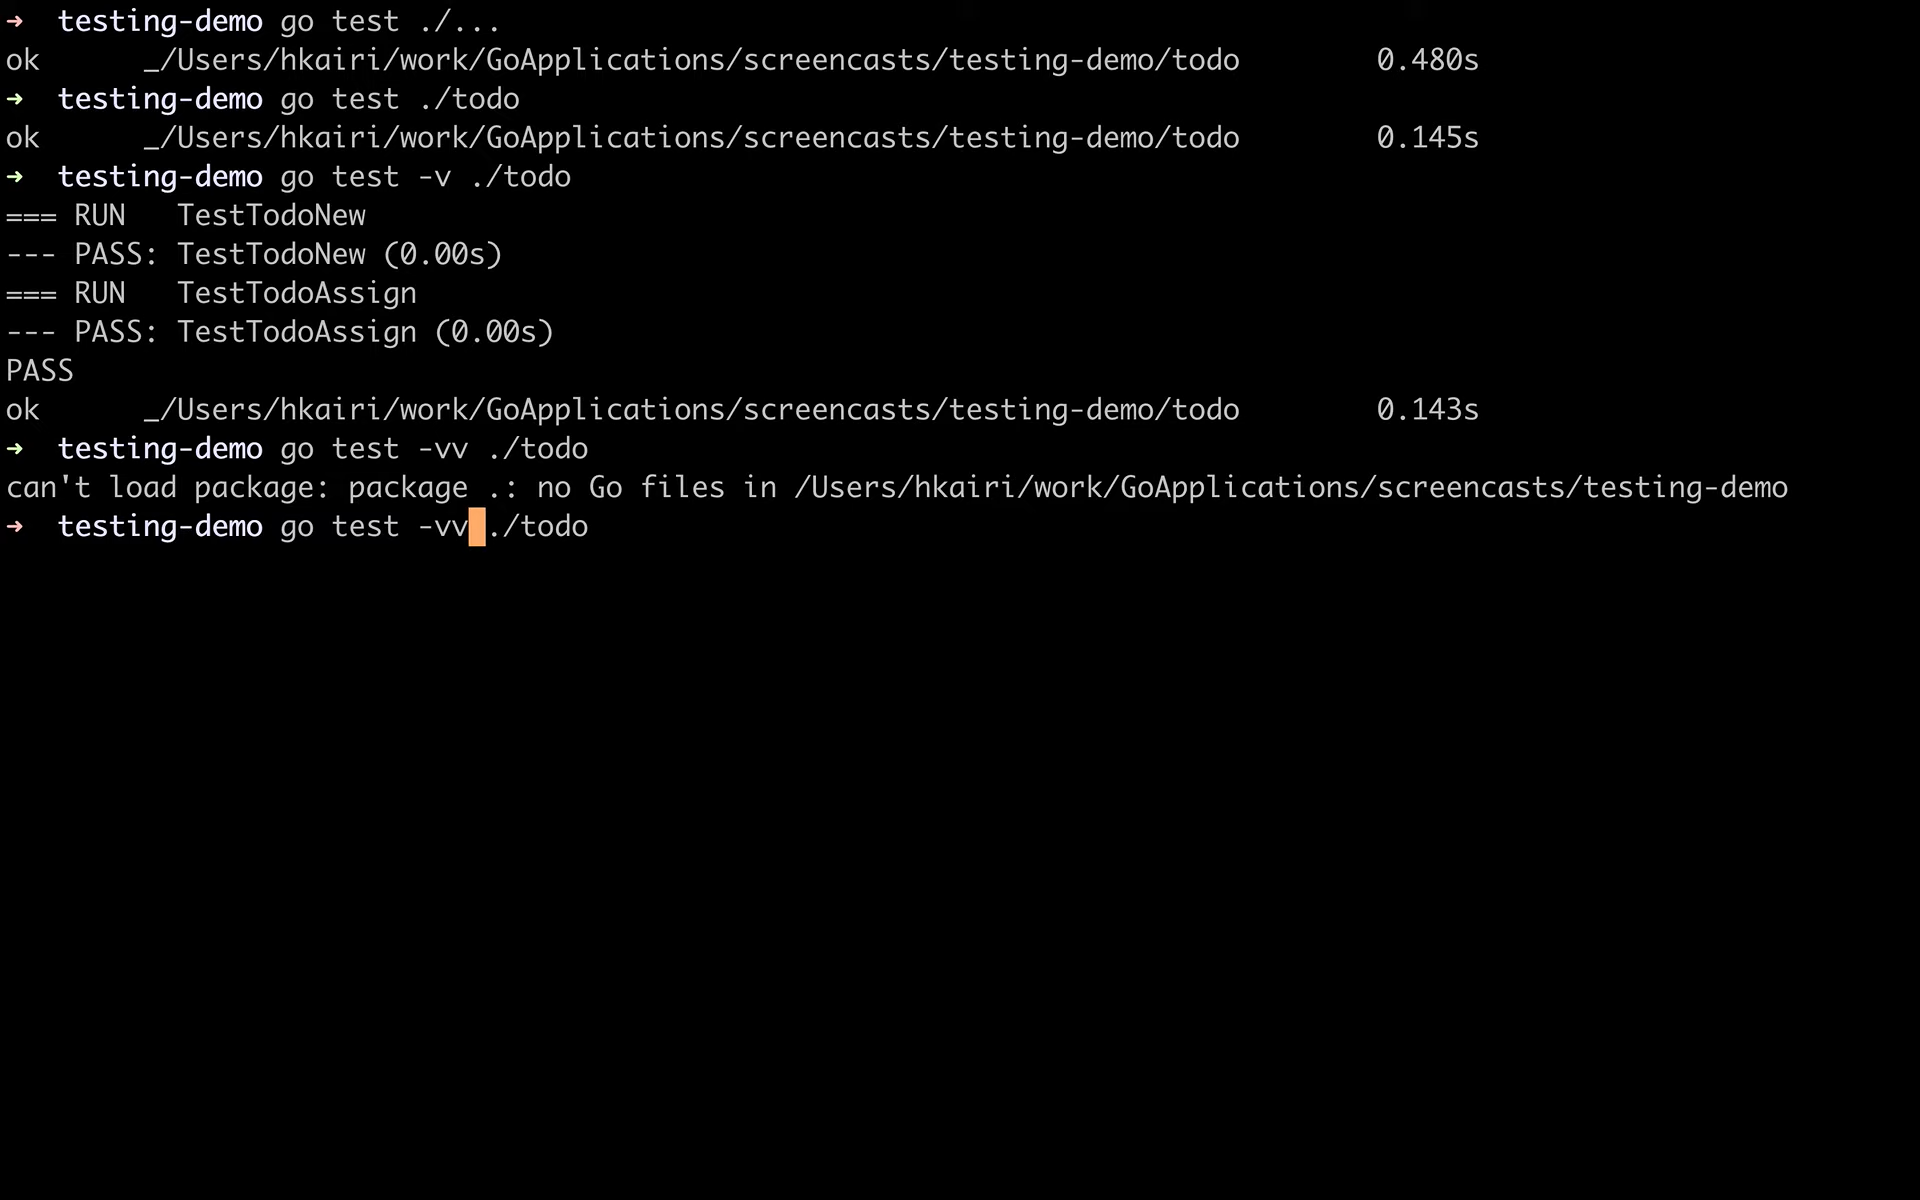 ➜  testing-demo go test ./...
ok      _/Users/hkairi/work/GoApplications/screencasts/testing-demo/todo        0.480s
➜  testing-demo go test ./todo
ok      _/Users/hkairi/work/GoApplications/screencasts/testing-demo/todo        0.145s
➜  testing-demo go test -v ./todo
=== RUN   TestTodoNew
--- PASS: TestTodoNew (0.00s)
=== RUN   TestTodoAssign
--- PASS: TestTodoAssign (0.00s)
PASS
ok      _/Users/hkairi/work/GoApplications/screencasts/testing-demo/todo        0.143s
➜  testing-demo go test -vv ./todo
can't load package: package .: no Go files in /Users/hkairi/work/GoApplications/screencasts/testing-demo
➜  testing-demo go test -vv ./todo